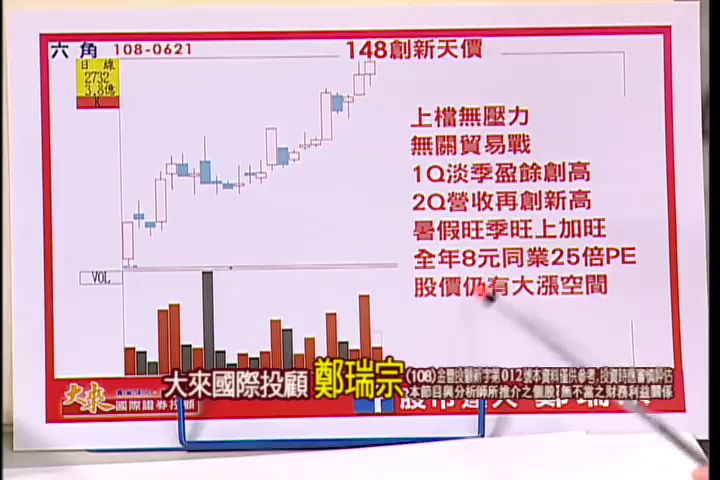 六角 108-0621
148創新天價
日線
2732
3.8億
K
上檔無壓力
無關貿易戰
1Q淡季盈餘創高
2Q營收再創新高
暑假旺季旺上加旺
全年8元同業25倍PE
股價仍有大漲空間
VOL
大來國際投顧 鄭瑞宗
大來
國際證券投顧